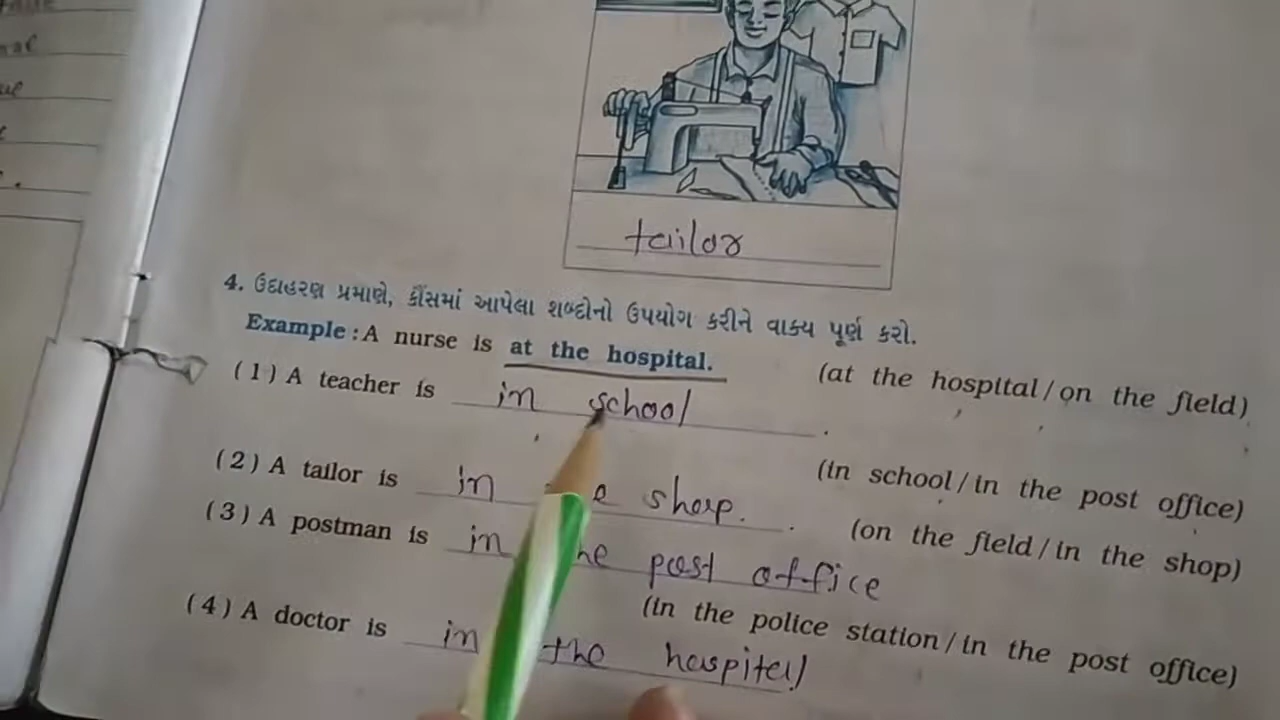 tailor
4. ઉદાહરણ પ્રમાણે, કૌંસમાં આપેલા શબ્દોનો ઉપયોગ કરીને વાક્ય પૂર્ણ કરો.
Example : A nurse is at the hospital. (at the hospital / on the field)
(1) A teacher is in school .
(in school / in the post office)
(2) A tailor is in shop. .
(on the field / in the shop)
(3) A postman is in the post office
(in the police station / in the post office)
(4) A doctor is in the hospital